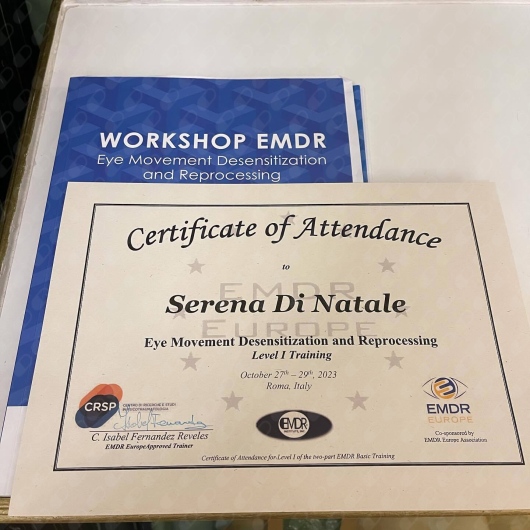 WORKSHOP EMDR
Eye Movement Desensitization
and Reprocessing
Certificate of Attendance
to
EMDR
EUROPE
Serena Di Natale
Eye Movement Desensitization and Reprocessing
Level I Training
October 27th – 29th, 2023
Roma, Italy
CRSP
C. Isabel Fernandez Reveles
EMDR EuropeApproved Trainer
EMDR
EMDR
EUROPE
Co-sponsored by
EMDR Europe Association
Certificate of Attendance for Level I of the two-part EMDR Basic Training